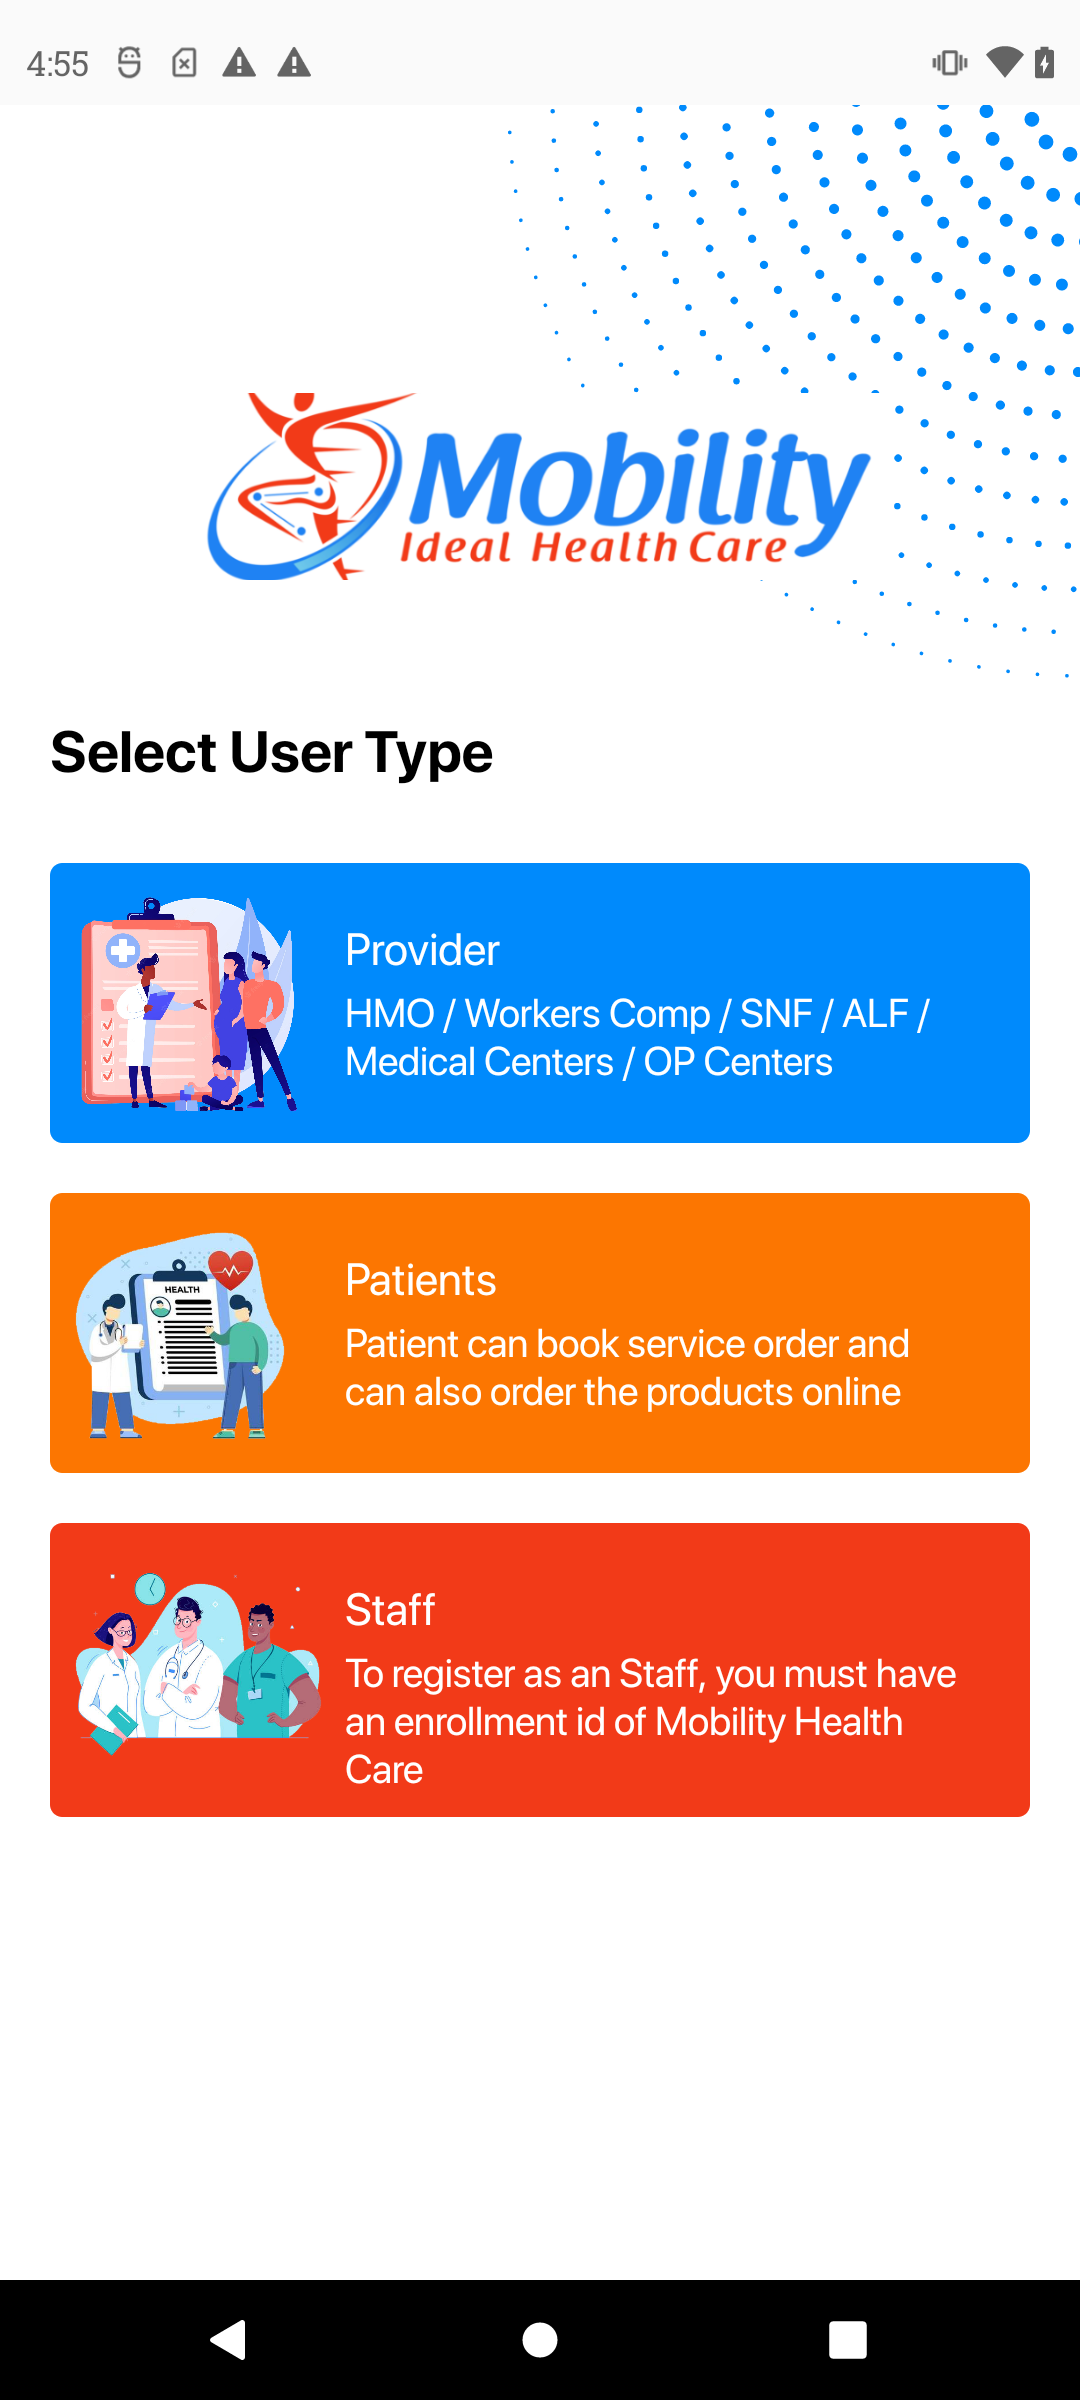 4:55
Mobility
Ideal Health Care
Select User Type
Provider
HMO / Workers Comp / SNF / ALF /
Medical Centers / OP Centers
HEALTH
Patients
Patient can book service order and
can also order the products online
Staff
To register as an Staff, you must have
an enrollment id of Mobility Health
Care